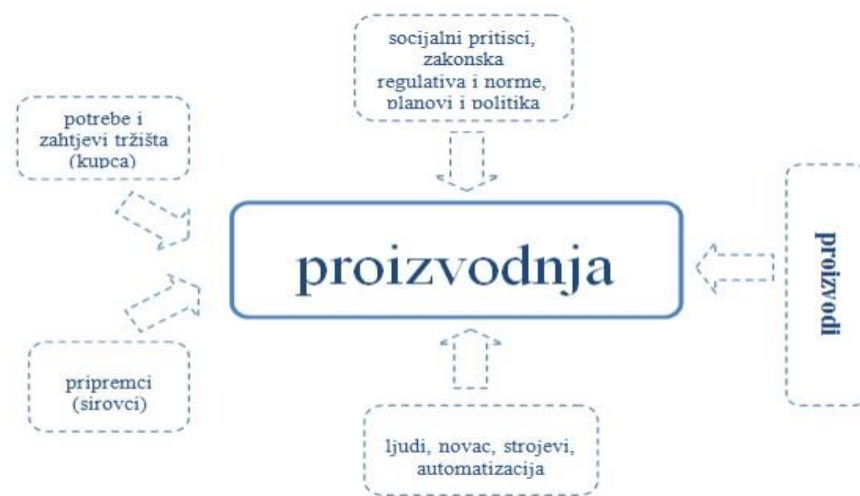 socijalni pritisci,
zakonska
regulativa i norme,
planovi i politika
potrebe i
zahtjevi tržišta
(kupca)
proizvodnja
proizvodi
pripremci
(sirovci)
ljudi, novac, strojevi,
automatizacija